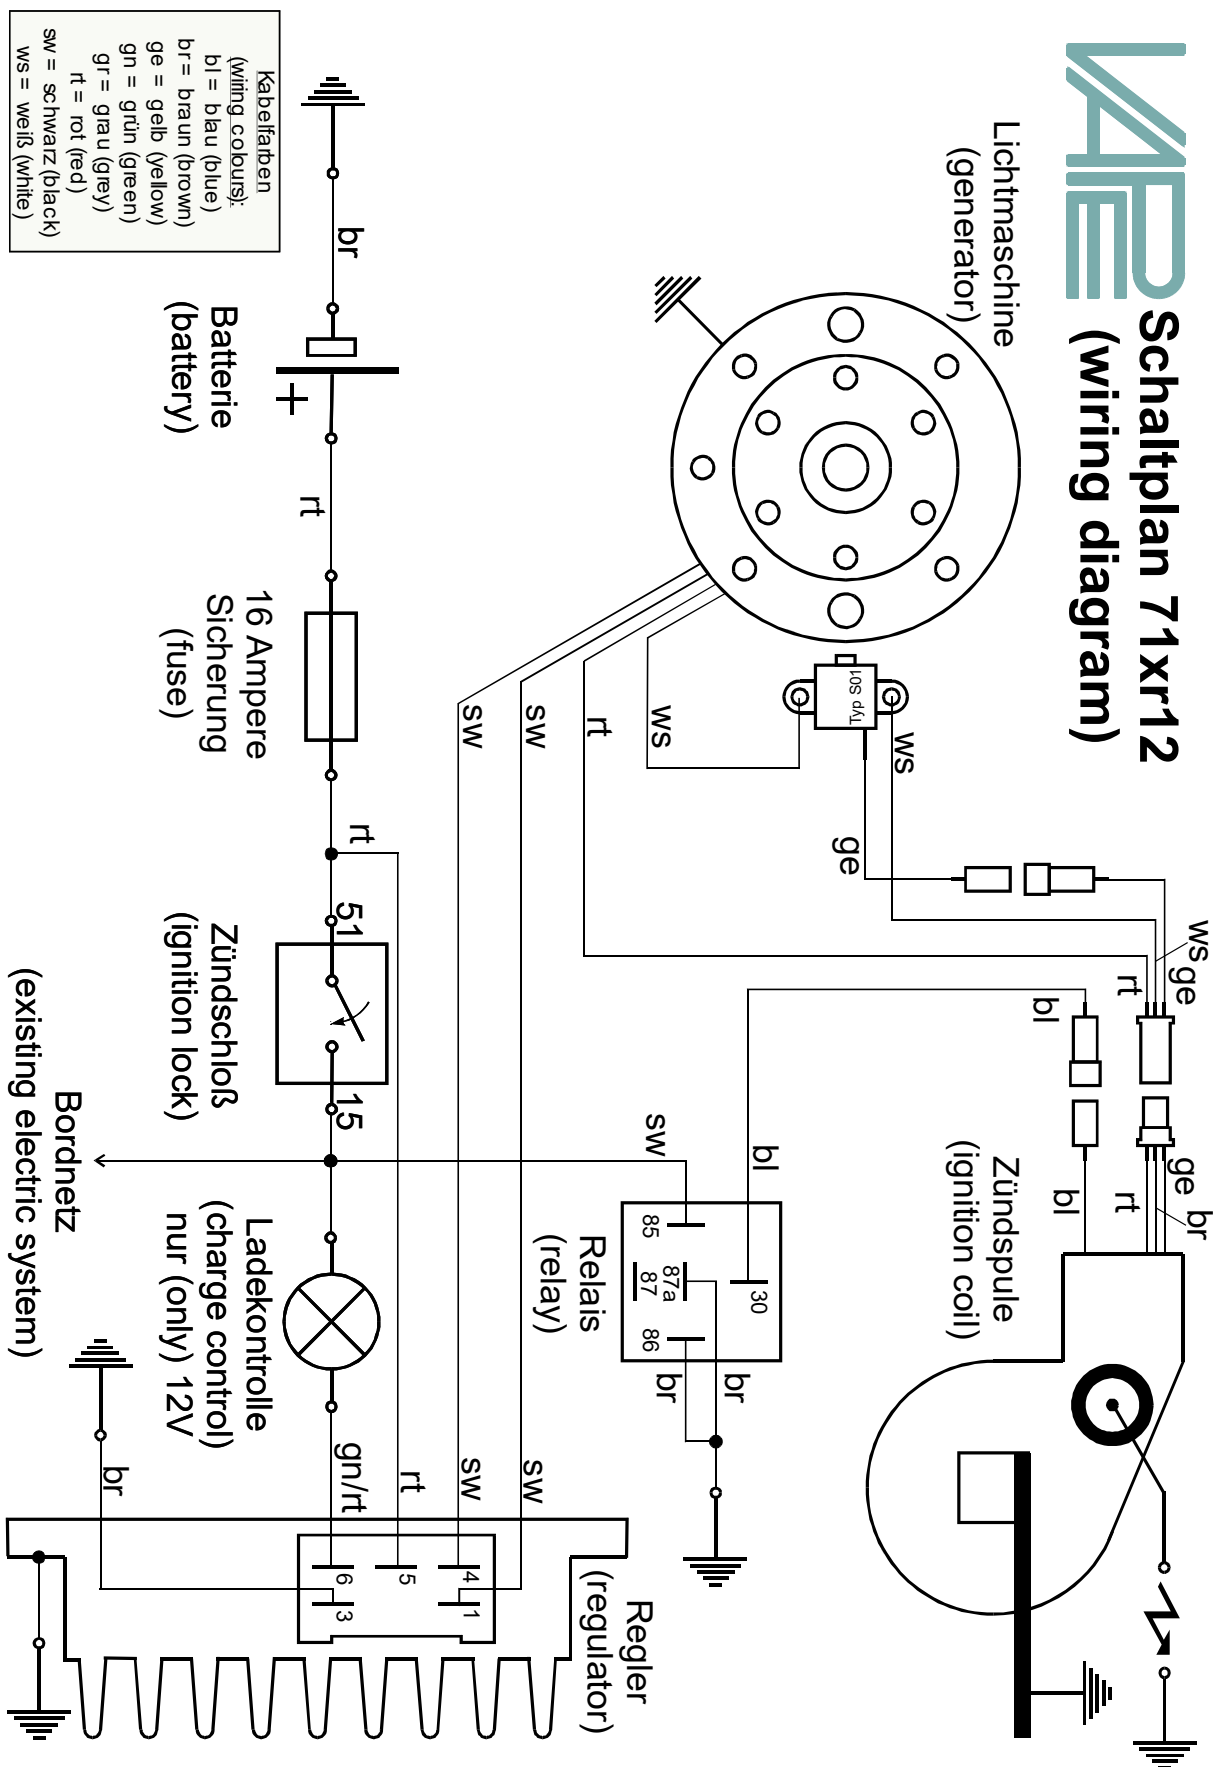 VAPE
Schaltplan 71xr12
(wiring diagram)
Lichtmaschine
(generator)
Typ S01
ws
ws
rt
sw
sw
ge
ws
ge
rt
bl
ge
br
rt
bl
Zündspule
(ignition coil)
bl
sw
85
87a
87
86
30
Relais
(relay)
br
br
br
Batterie
(battery)
rt
16 Ampere
Sicherung
(fuse)
rt
51
15
Zündschloß
(ignition lock)
Bordnetz
(existing electric system)
Ladekontrolle
(charge control)
nur (only) 12V
gn/rt
rt
sw
sw
br
4
1
5
6
3
Regler
(regulator)
Kabelfarben
(wiring colours):
bl = blau (blue)
br = braun (brown)
ge = gelb (yellow)
gn = grün (green)
gr = grau (grey)
rt = rot (red)
sw = schwarz (black)
ws = weiß (white)